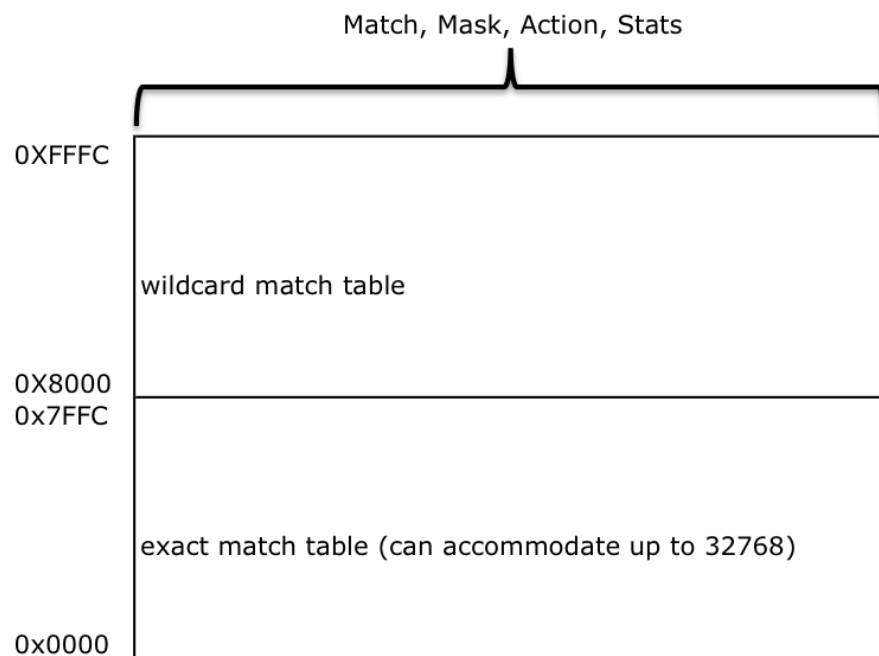 Match, Mask, Action, Stats
0XFFFC
wildcard match table
0X8000
0x7FFC
exact match table (can accommodate up to 32768)
0x0000